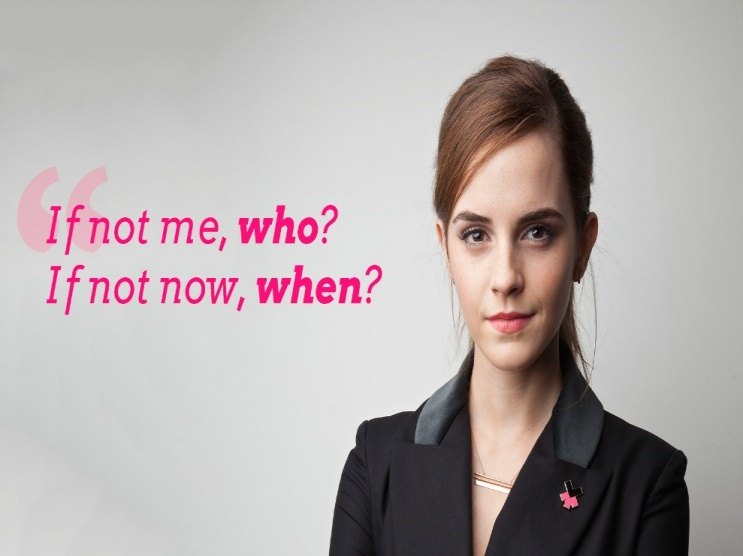 “
If not me, who?
If not now, when?